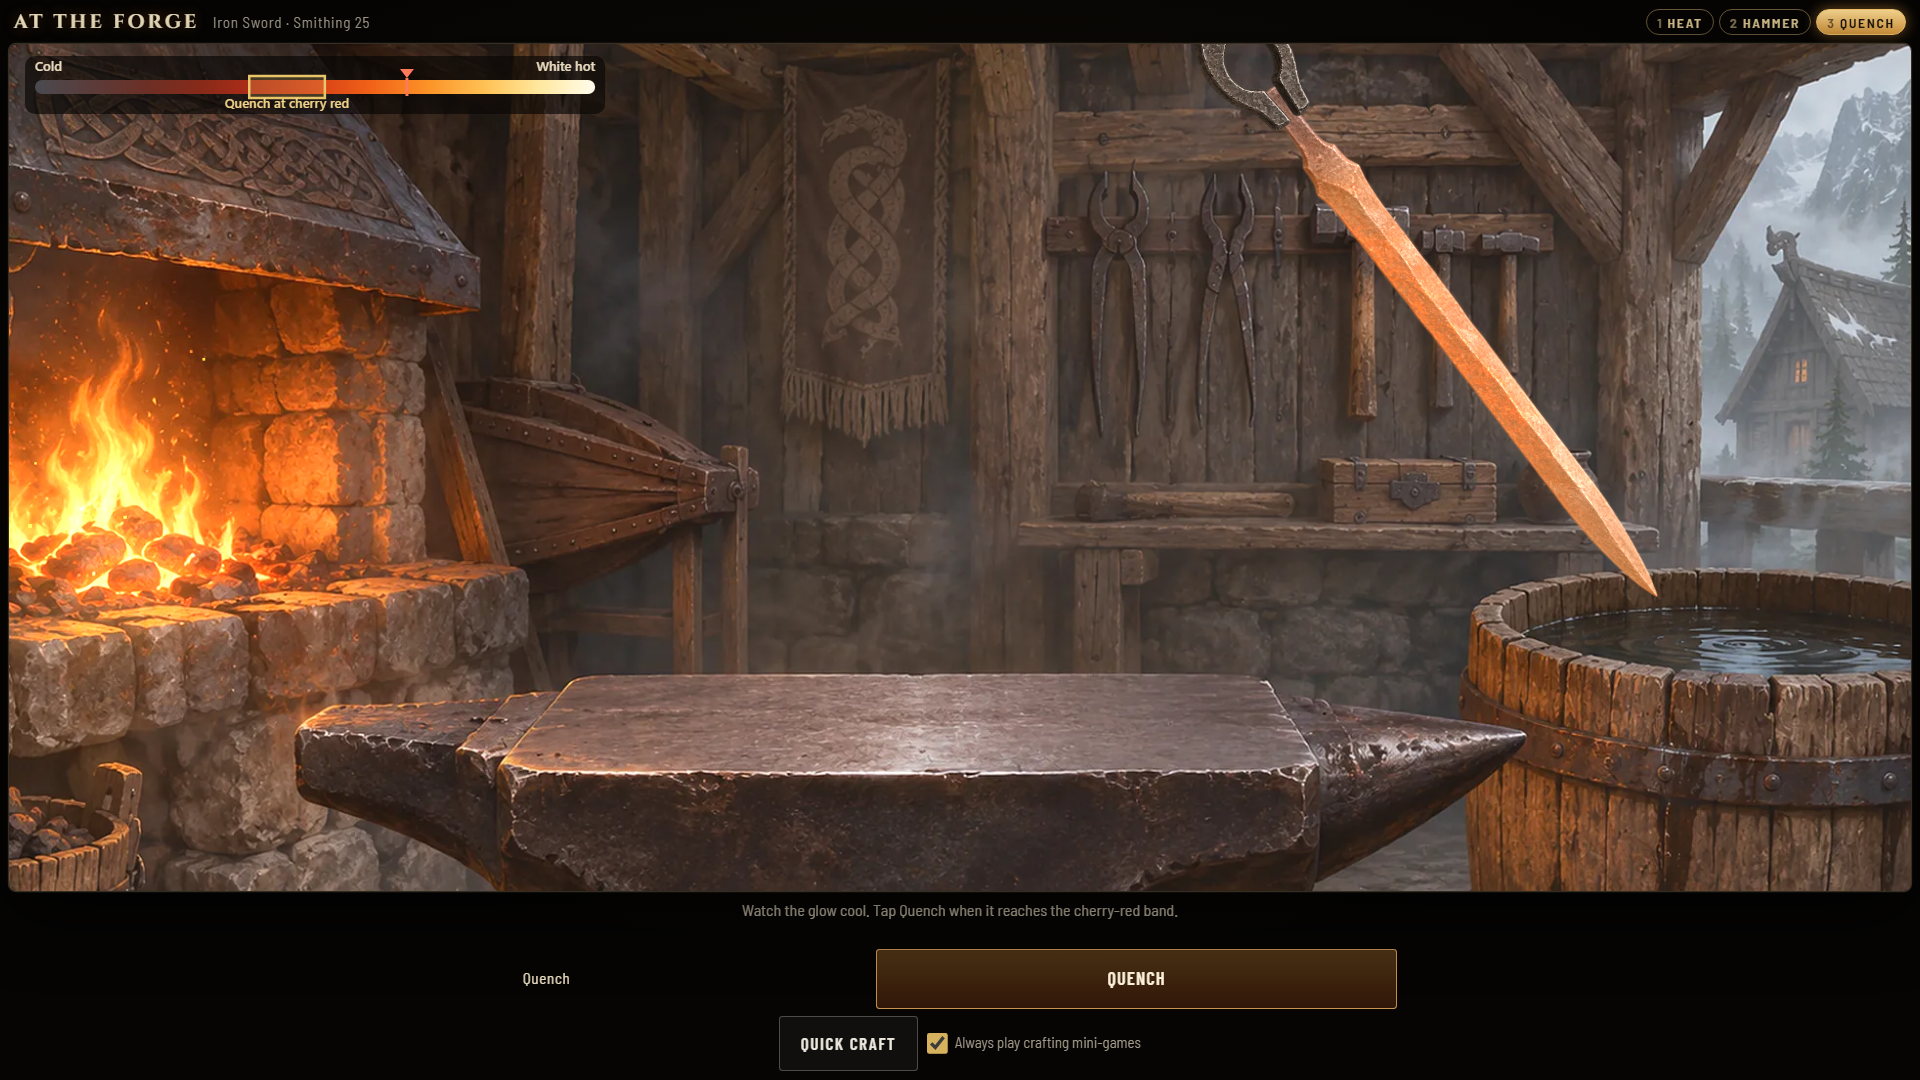 AT THE FORGE
Iron Sword · Smithing 25
1 HEAT
2 HAMMER
3 QUENCH
Cold
White hot
Quench at cherry red
Watch the glow cool. Tap Quench when it reaches the cherry-red band.
Quench
QUENCH
QUICK CRAFT
Always play crafting mini-games